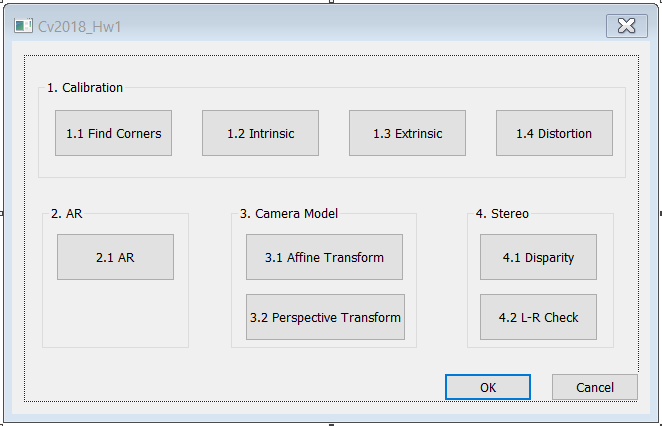 Cv2018_Hw1
1. Calibration
1.1 Find Corners
1.2 Intrinsic
1.3 Extrinsic
1.4 Distortion
2. AR
2.1 AR
3. Camera Model
3.1 Affine Transform
3.2 Perspective Transform
4. Stereo
4.1 Disparity
4.2 L-R Check
OK
Cancel